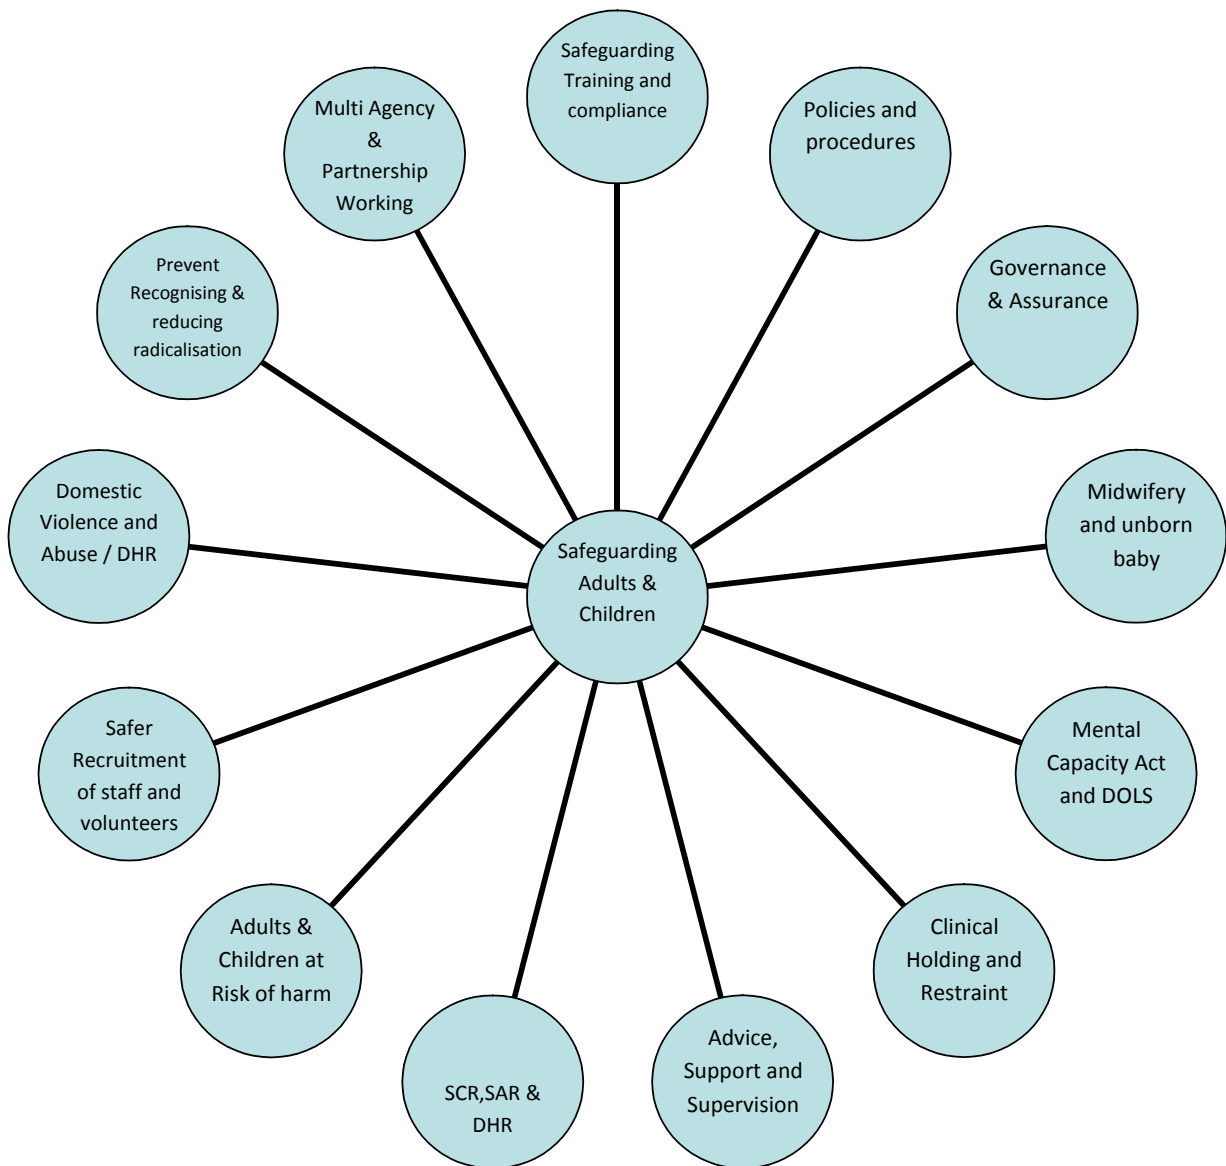 Safeguarding
Training and
compliance
Policies and
procedures
Governance
& Assurance
Midwifery
and unborn
baby
Mental
Capacity Act
and DOLS
Clinical
Holding and
Restraint
Advice,
Support and
Supervision
SCR,SAR &
DHR
Adults &
Children at
Risk of harm
Safer
Recruitment
of staff and
volunteers
Domestic
Violence and
Abuse / DHR
Prevent
Recognising &
reducing
radicalisation
Multi Agency
&
Partnership
Working
Safeguarding
Adults &
Children